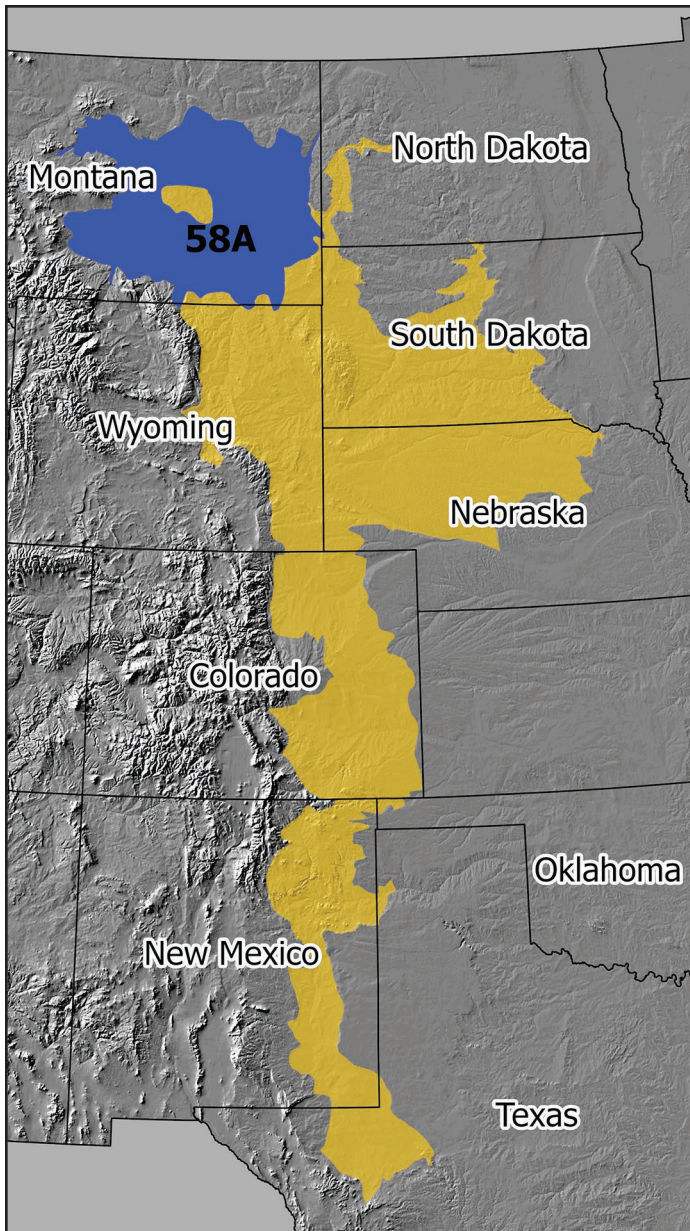 North Dakota
Montana
58A
South Dakota
Wyoming
Nebraska
Colorado
Oklahoma
New Mexico
Texas